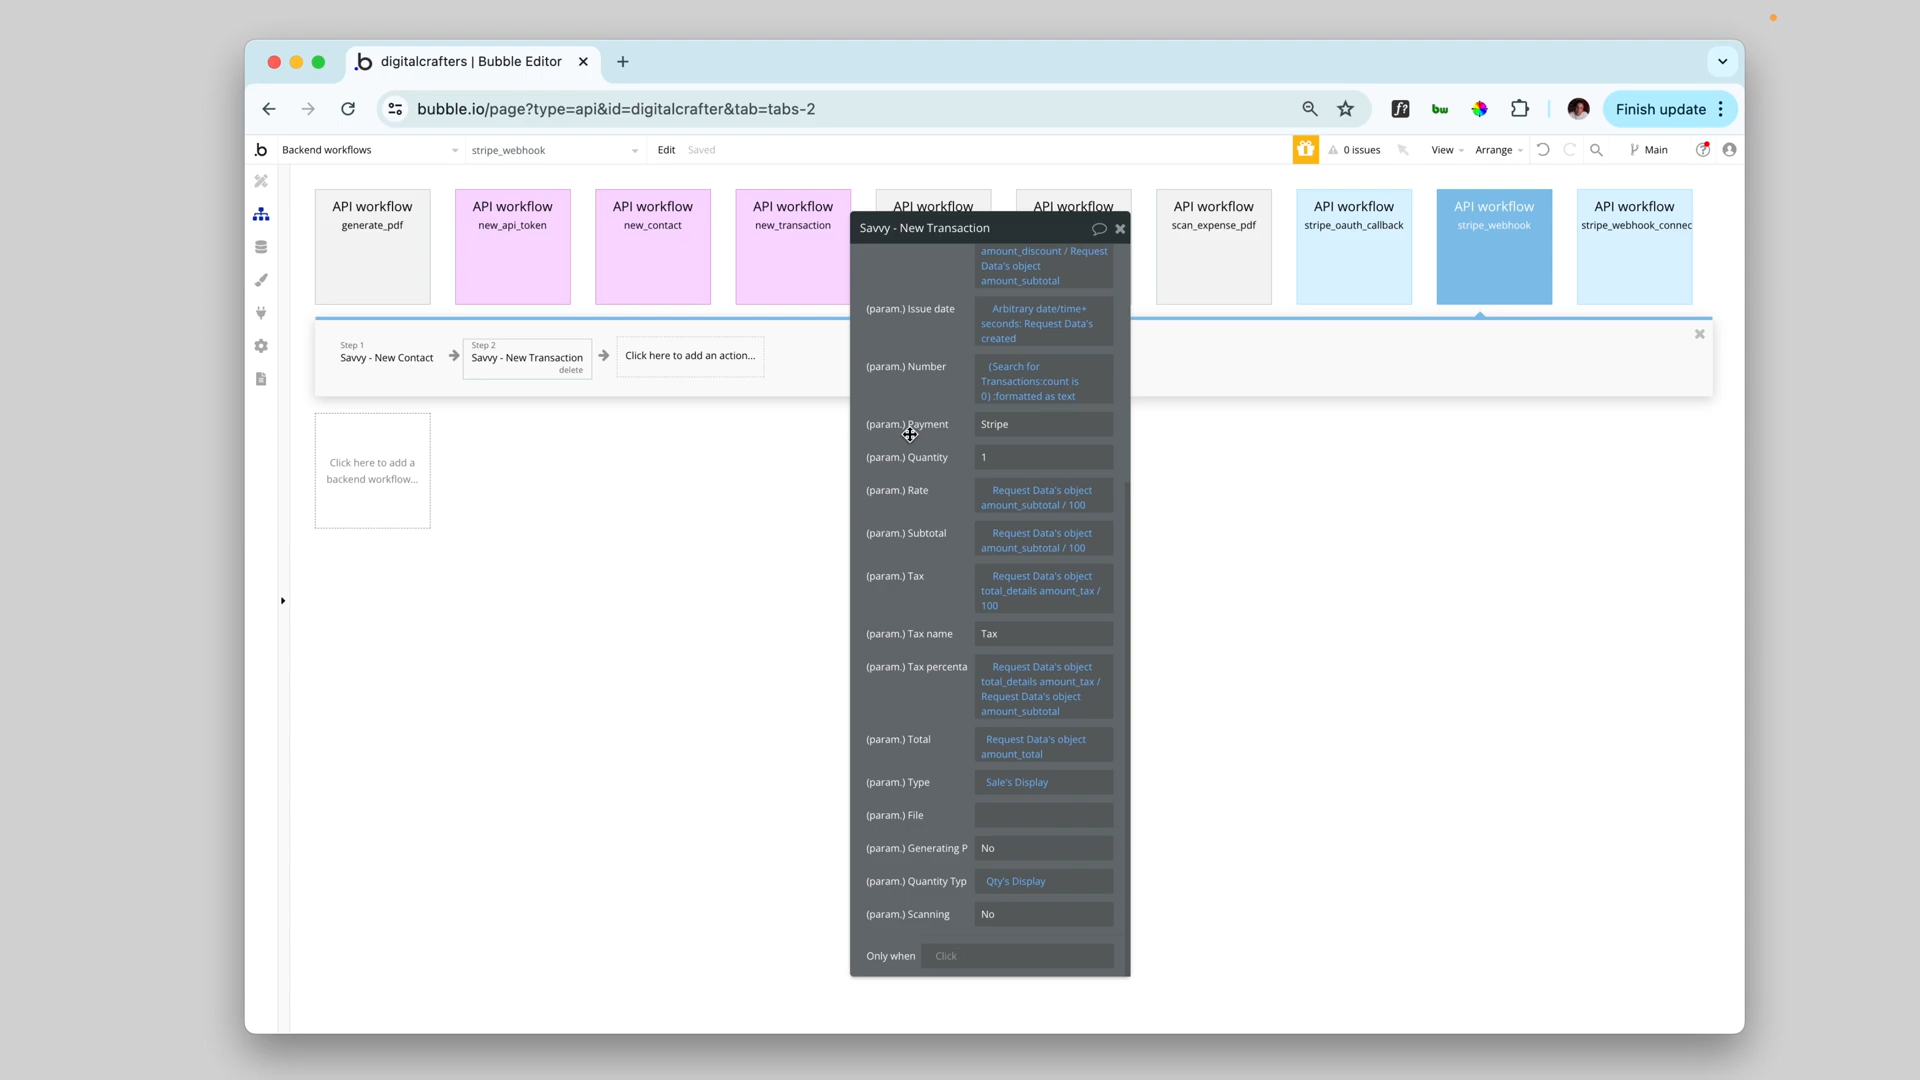 digitalcrafters | Bubble Editor
bubble.io/page?type=api&id=digitalcrafter&tab=tabs-2
Finish update
Backend workflows
stripe_webhook
Edit
Saved
0 issues
View
Arrange
Main
API workflow
generate_pdf
API workflow
new_api_token
API workflow
new_contact
API workflow
new_transaction
API workflow
API workflow
API workflow
scan_expense_pdf
API workflow
stripe_oauth_callback
API workflow
stripe_webhook
API workflow
stripe_webhook_connec
Step 1
Savvy - New Contact
Step 2
Savvy - New Transaction
delete
Click here to add an action...
Click here to add a
backend workflow...
Savvy - New Transaction
amount_discount / Request
Data's object
amount_subtotal
(param.) Issue date
Arbitrary date/time+
seconds: Request Data's
created
(param.) Number
(Search for
Transactions:count is
0) :formatted as text
(param.) Payment
Stripe
(param.) Quantity
1
(param.) Rate
Request Data's object
amount_subtotal / 100
(param.) Subtotal
Request Data's object
amount_subtotal / 100
(param.) Tax
Request Data's object
total_details amount_tax /
100
(param.) Tax name
Tax
(param.) Tax percenta
Request Data's object
total_details amount_tax /
Request Data's object
amount_subtotal
(param.) Total
Request Data's object
amount_total
(param.) Type
Sale's Display
(param.) File
(param.) Generating P
No
(param.) Quantity Typ
Qty's Display
(param.) Scanning
No
Only when
Click